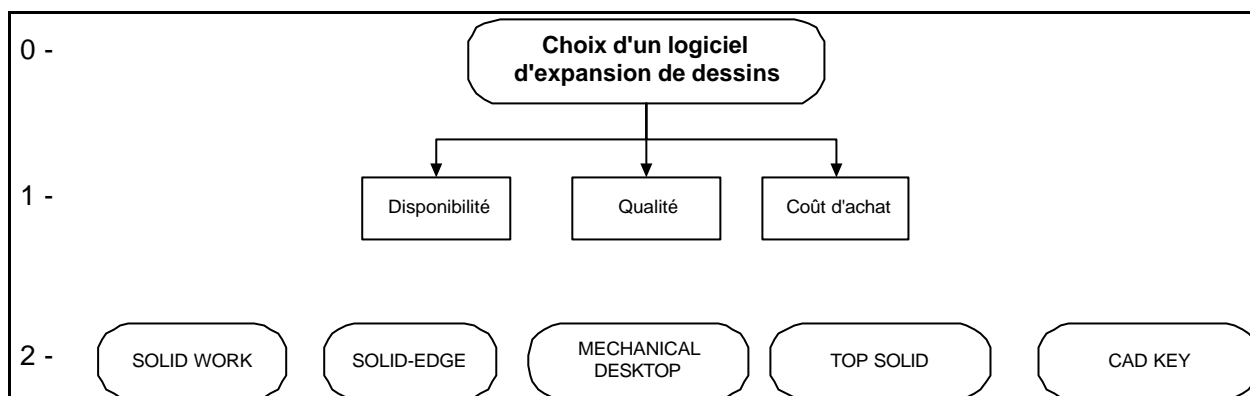 0 -
Choix d'un logiciel
d'expansion de dessins
1 -
Disponibilité
Qualité
Coût d'achat
2 -
SOLID WORK
SOLID-EDGE
MECHANICAL
DESKTOP
TOP SOLID
CAD KEY